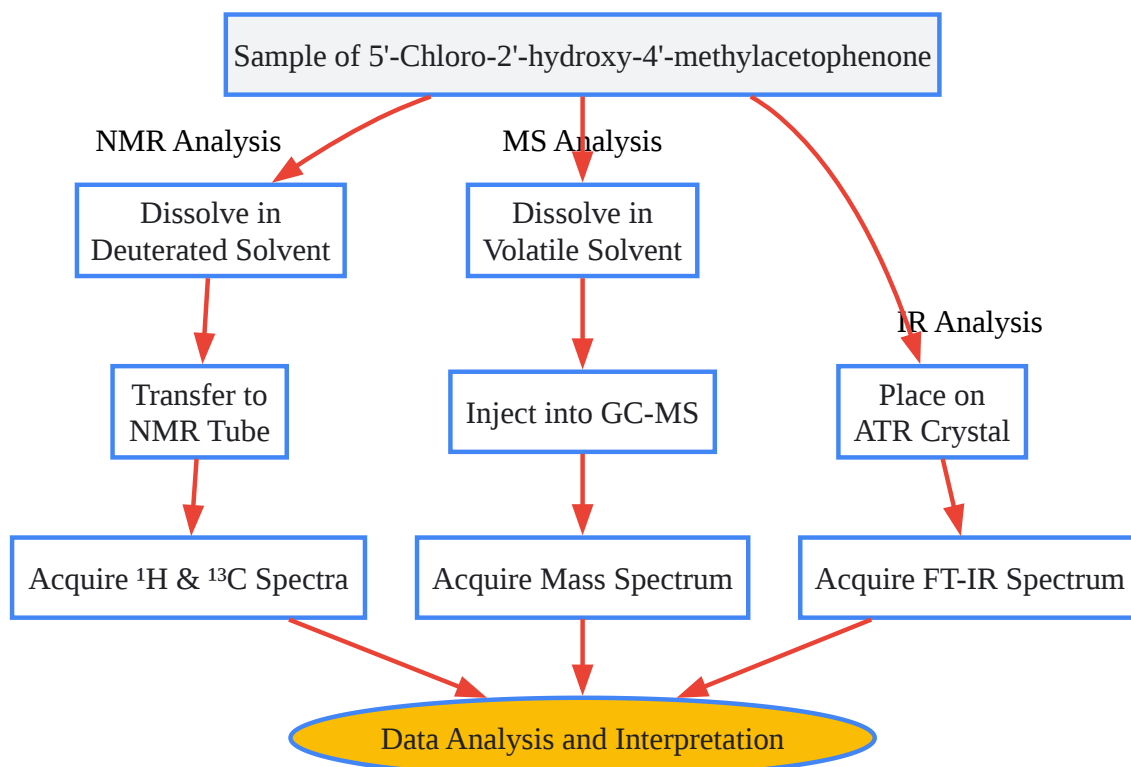 Sample of 5'-Chloro-2'-hydroxy-4'-methylacetophenone
NMR Analysis
MS Analysis
Dissolve in
Deuterated Solvent
Dissolve in
Volatile Solvent
IR Analysis
Transfer to
NMR Tube
Inject into GC-MS
Place on
ATR Crystal
Acquire ¹H & ¹³C Spectra
Acquire Mass Spectrum
Acquire FT-IR Spectrum
Data Analysis and Interpretation